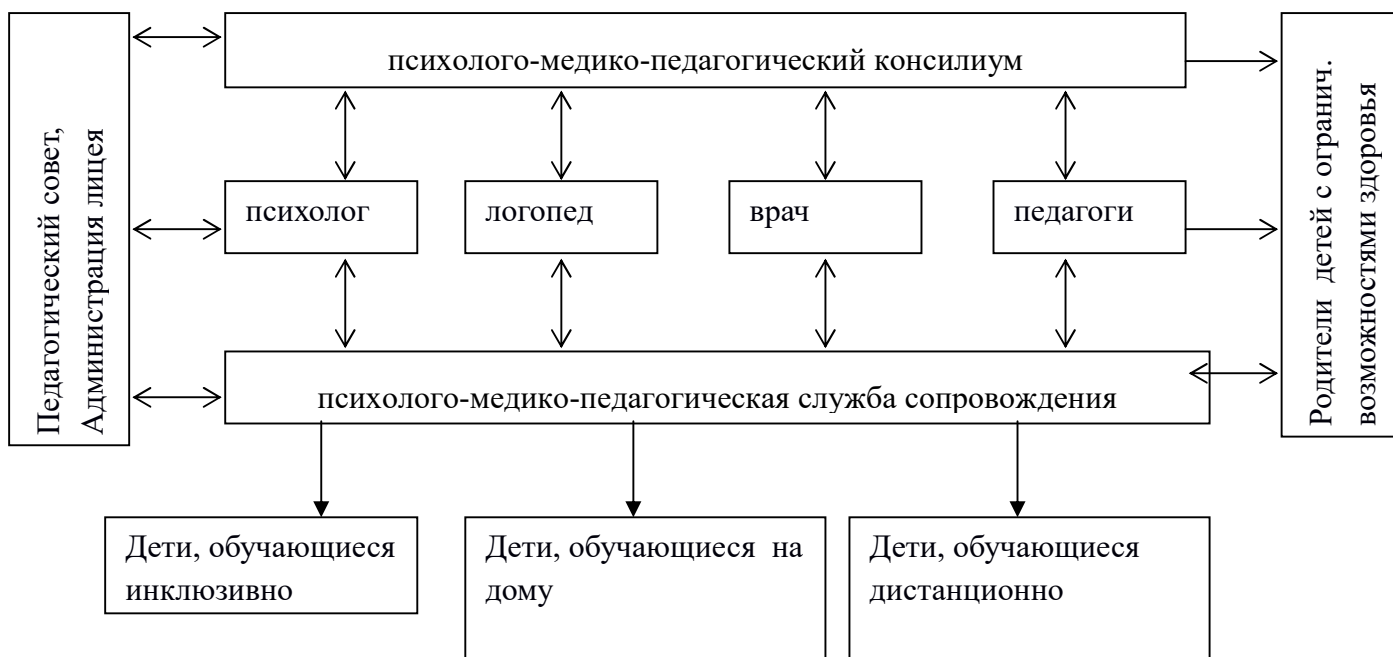 Педагогический совет,
Администрация лицея
психолого-медико-педагогический консилиум
Родители детей с огранич.
возможностями здоровья
психолог
логопед
врач
педагоги
психолого-медико-педагогическая служба сопровождения
Дети, обучающиеся
инклюзивно
Дети, обучающиеся на
дому
Дети, обучающиеся
дистанционно